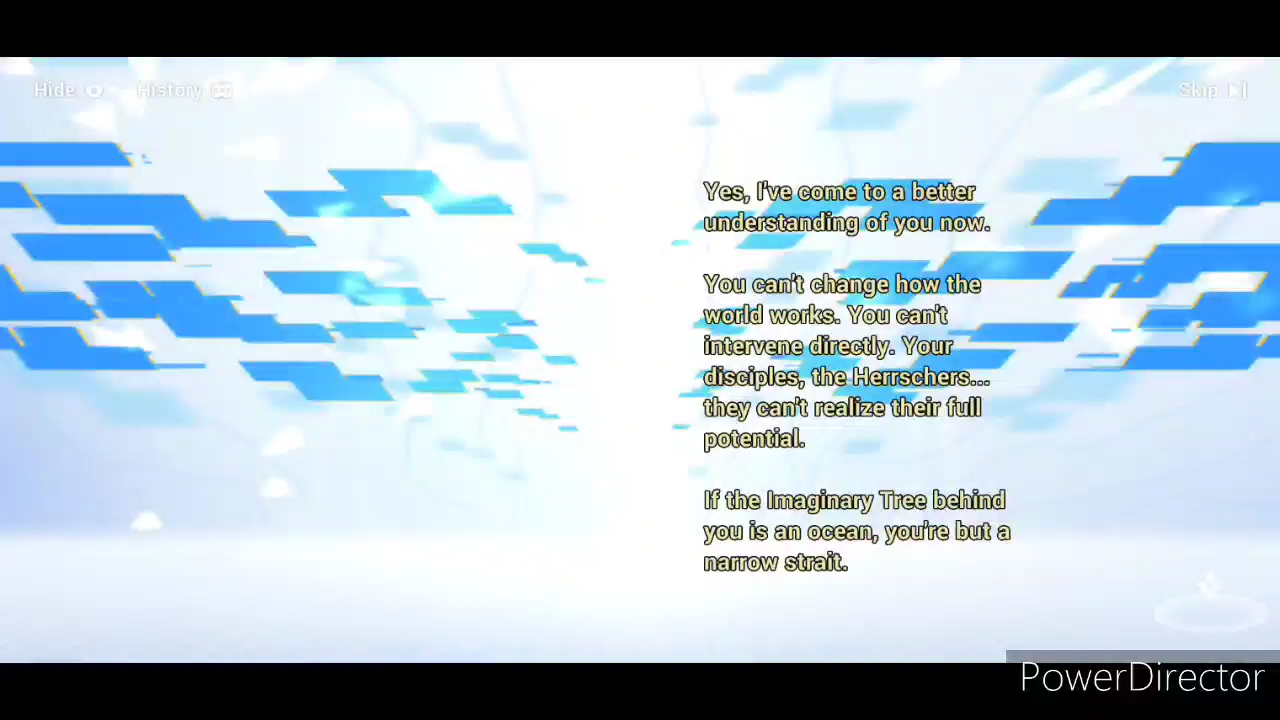 Hide
History
Skip
Yes, I've come to a better
understanding of you now.
You can't change how the
world works. You can't
intervene directly. Your
disciples, the Herrschers...
they can't realize their full
potential.
If the Imaginary Tree behind
you is an ocean, you're but a
narrow strait.
PowerDirector